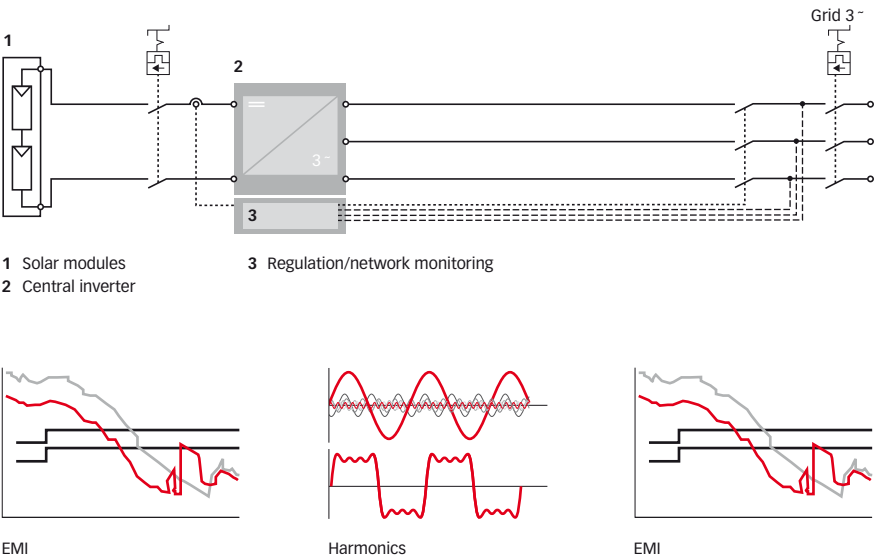 Grid 3 ~
1
2
3 ~
3
1 Solar modules
2 Central inverter
3 Regulation/network monitoring
EMI
Harmonics
EMI